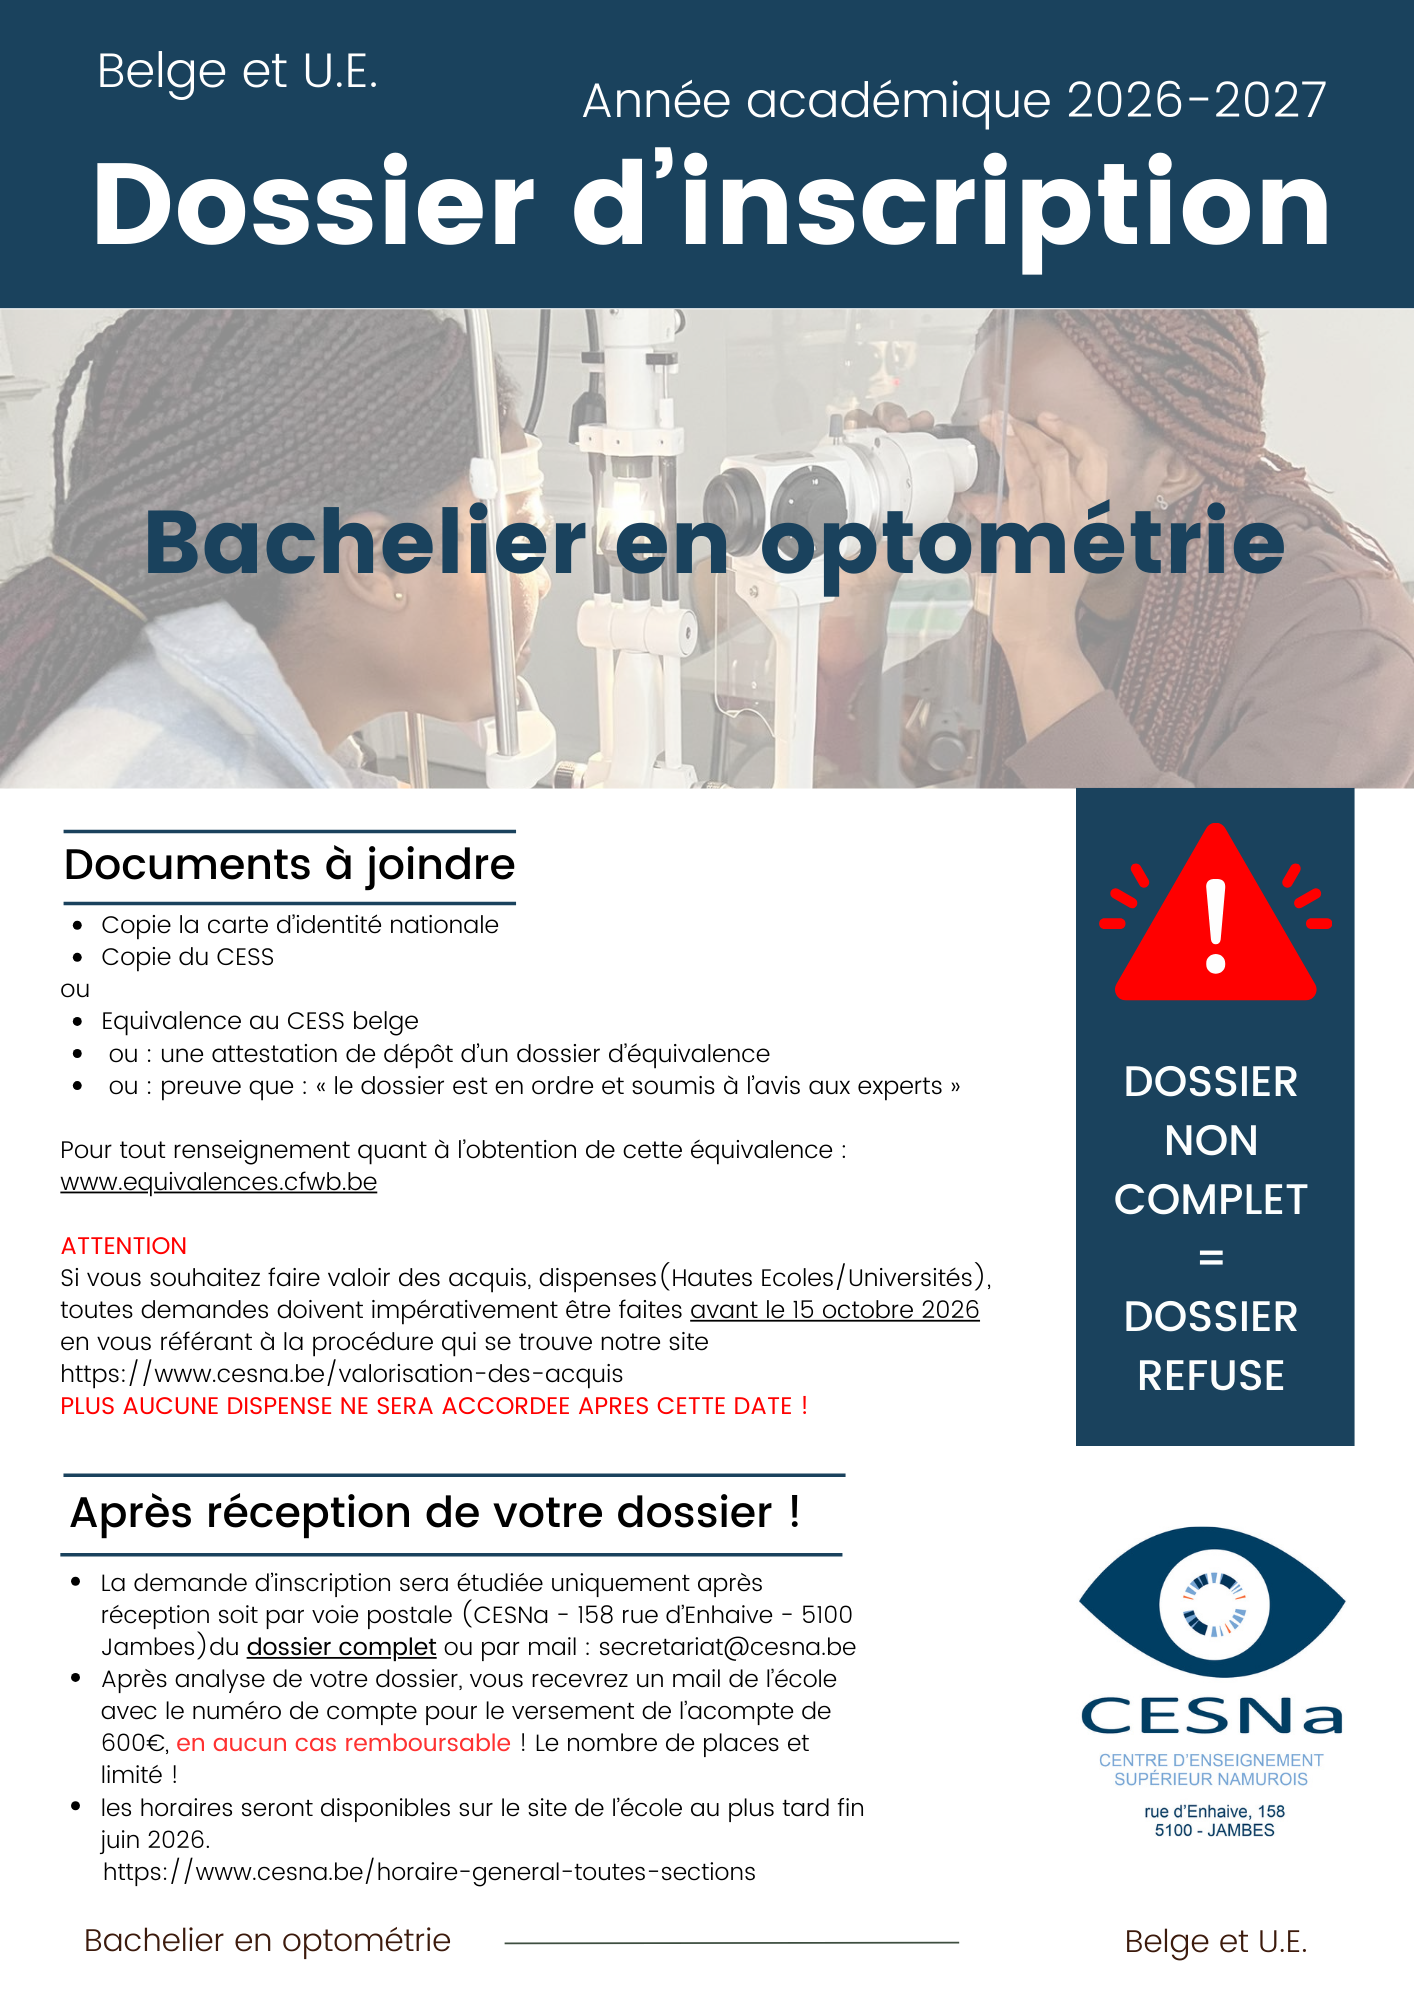 Belge et U.E.
Année académique 2026-2027
Dossier d’inscription
Bachelier en optométrie
Documents à joindre
• Copie la carte d’identité nationale
• Copie du CESS
ou
• Equivalence au CESS belge
• ou : une attestation de dépôt d’un dossier d’équivalence
• ou : preuve que : « le dossier est en ordre et soumis à l’avis aux experts »
Pour tout renseignement quant à l’obtention de cette équivalence :
www.equivalences.cfwb.be
ATTENTION
Si vous souhaitez faire valoir des acquis, dispenses(Hautes Ecoles/Universités),
toutes demandes doivent impérativement être faites avant le 15 octobre 2026
en vous référant à la procédure qui se trouve notre site
https://www.cesna.be/valorisation-des-acquis
PLUS AUCUNE DISPENSE NE SERA ACCORDEE APRES CETTE DATE !
!
DOSSIER
NON
COMPLET
=
DOSSIER
REFUSE
Après réception de votre dossier !
• La demande d’inscription sera étudiée uniquement après
réception soit par voie postale (CESNa - 158 rue d’Enhaive - 5100
Jambes)du dossier complet ou par mail : secretariat@cesna.be
• Après analyse de votre dossier, vous recevrez un mail de l’école
avec le numéro de compte pour le versement de l’acompte de
600€, en aucun cas remboursable ! Le nombre de places et
limité !
• les horaires seront disponibles sur le site de l’école au plus tard fin
juin 2026.
https://www.cesna.be/horaire-general-toutes-sections
CESNa
CENTRE D’ENSEIGNEMENT
SUPÉRIEUR NAMUROIS
rue d’Enhaive, 158
5100 - JAMBES
Bachelier en optométrie
Belge et U.E.